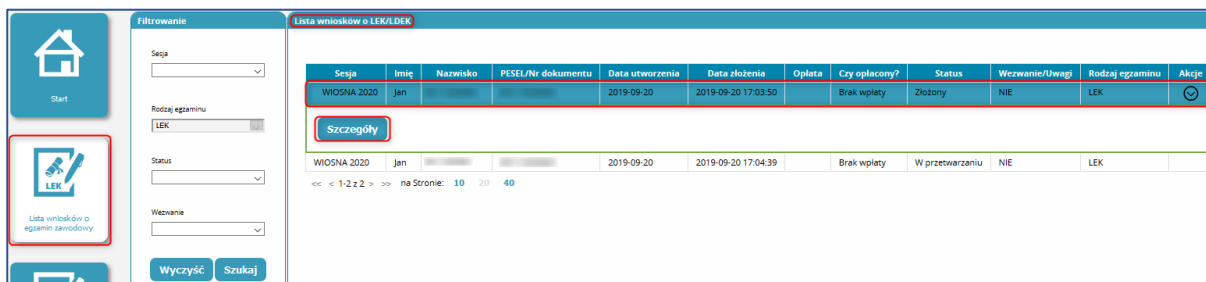 Filtrowanie
Lista wniosków o LEK/LDEK
Start
LEK
Lista wniosków o
egzamin zawodowy
Sesja
Rodzaj egzaminu
LEK
Status
Wezwanie
Wyczyść Szukaj
Sesja Imię Nazwisko PESEL/Nr dokumentu Data utworzenia Data złożenia Opłata Czy opłacony? Status Wezwanie/Uwagi Rodzaj egzaminu Akcje
WIOSNA 2020 Jan 2019-09-20 2019-09-20 17:03:50 Brak wpłaty Złożony NIE LEK
Szczegóły
WIOSNA 2020 Jan 2019-09-20 2019-09-20 17:04:39 Brak wpłaty W przetwarzaniu NIE LEK
<< < 1-2 z 2 > >> na Stronie: 10 20 40